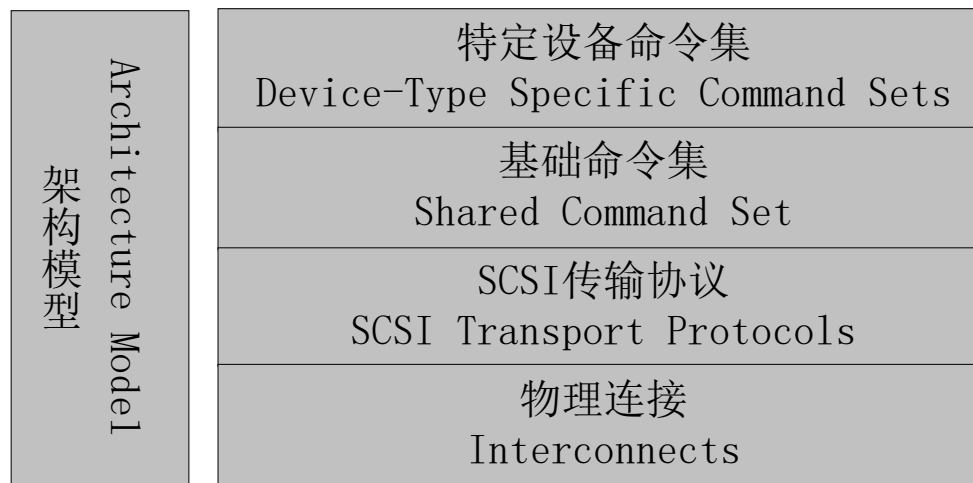 架构模型
Architecture Model
特定设备命令集
Device-Type Specific Command Sets
基础命令集
Shared Command Set
SCSI传输协议
SCSI Transport Protocols
物理连接
Interconnects